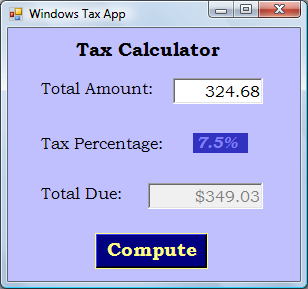 Windows Tax App
Tax Calculator
Total Amount: 324.68
Tax Percentage: 7.5%
Total Due: $349.03
Compute